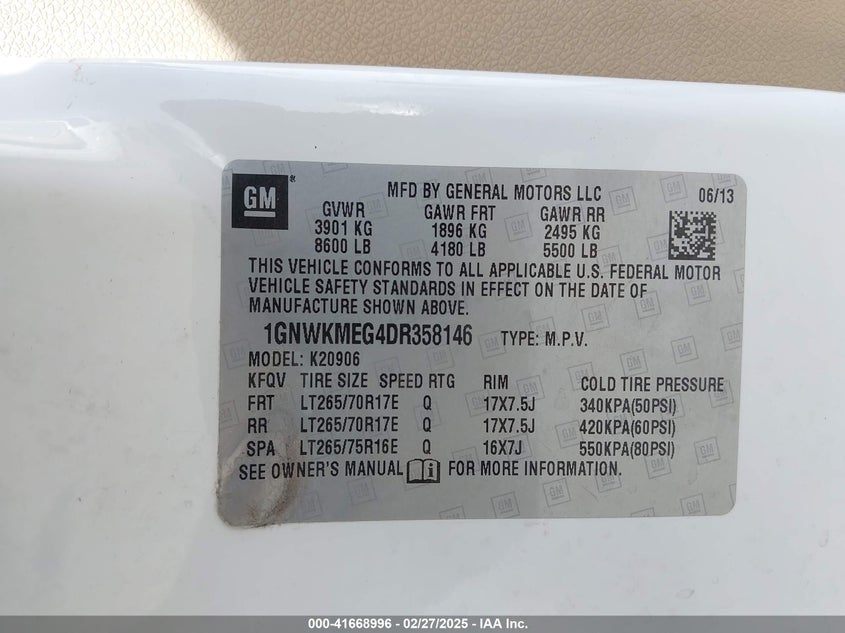 GM ®
MFD BY GENERAL MOTORS LLC 06/13
GVWR GAWR FRT GAWR RR
3901 KG 1896 KG 2495 KG
8600 LB 4180 LB 5500 LB
THIS VEHICLE CONFORMS TO ALL APPLICABLE U.S. FEDERAL MOTOR
VEHICLE SAFETY STANDARDS IN EFFECT ON THE DATE OF
MANUFACTURE SHOWN ABOVE.
1GNWKMEG4DR358146 TYPE: M.P.V.
MODEL: K20906
KFQV TIRE SIZE SPEED RTG RIM COLD TIRE PRESSURE
FRT LT265/70R17E Q 17X7.5J 340KPA(50PSI)
RR LT265/70R17E Q 17X7.5J 420KPA(60PSI)
SPA LT265/75R16E Q 16X7J 550KPA(80PSI)
SEE OWNER'S MANUAL FOR MORE INFORMATION.
000-41668996 - 02/27/2025 - IAA Inc.